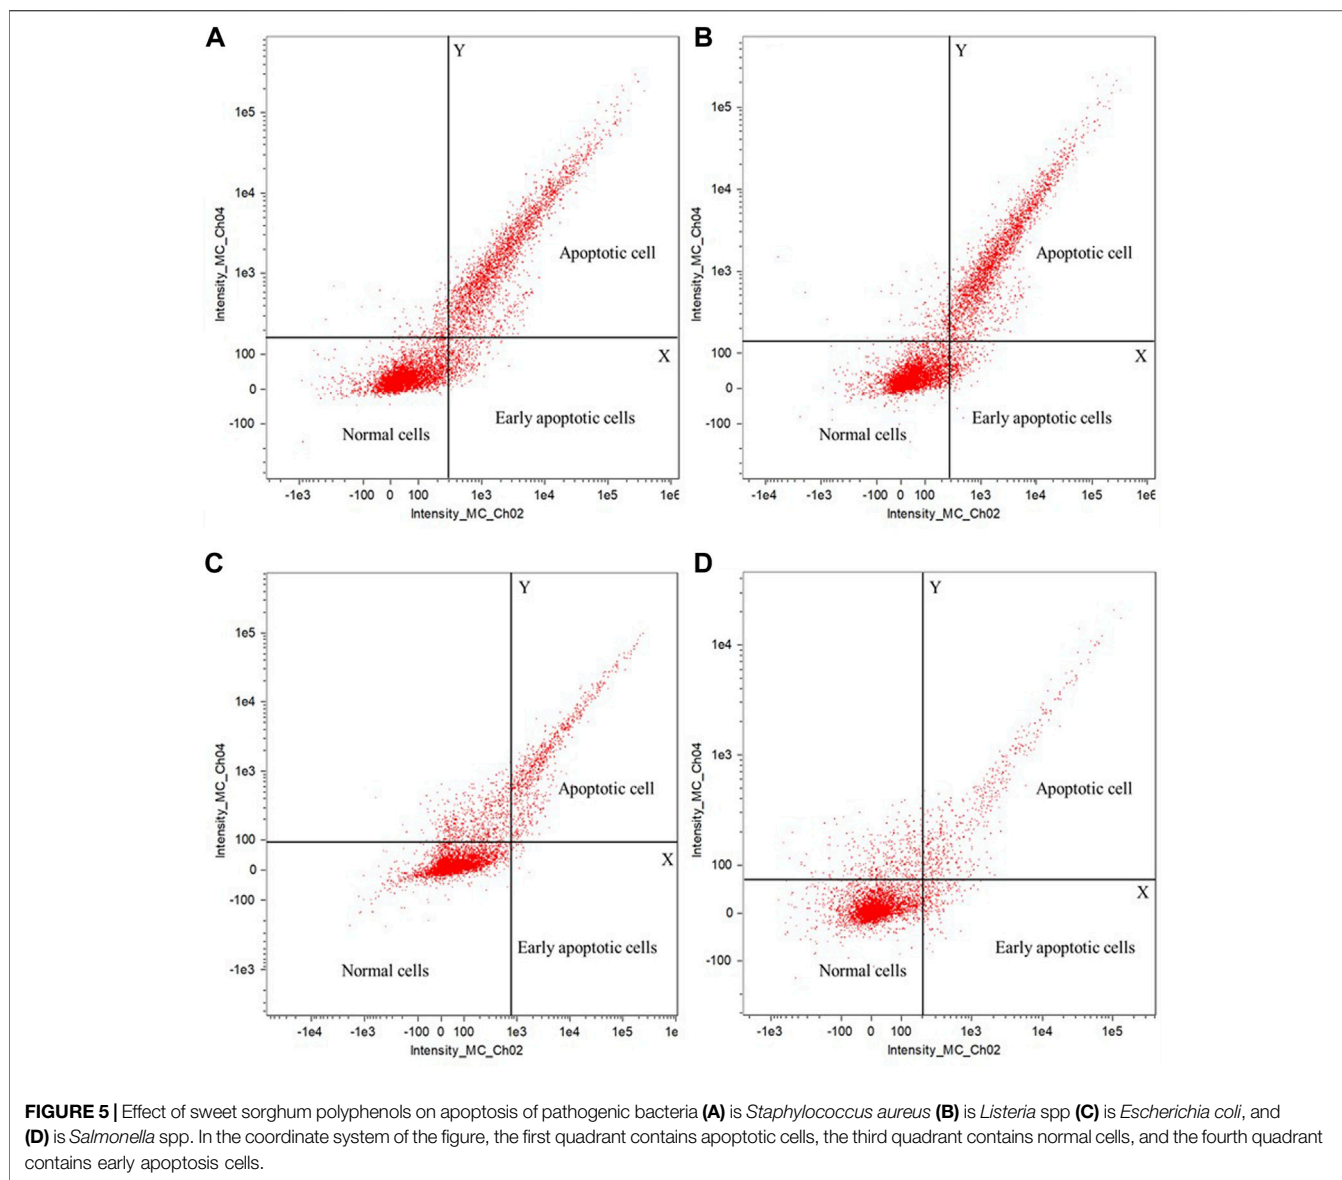 A
Y
1e5
1e4
1e3
100
0
-100
Intensity_MC_Ch04
Apoptotic cell
X
Early apoptotic cells
Normal cells
-1e3 -100 0 100 1e3 1e4 1e5 1e6
Intensity_MC_Ch02
B
Y
1e5
1e4
1e3
100
0
-100
Intensity_MC_Ch04
Apoptotic cell
X
Early apoptotic cells
Normal cells
-1e4 -1e3 -100 0 100 1e3 1e4 1e5
Intensity_MC_Ch02
C
Y
1e5
1e4
1e3
100
0
-100
-1e3
Intensity_MC_Ch04
Apoptotic cell
X
Early apoptotic cells
Normal cells
-1e4 -1e3 -100 0 100 1e3 1e4 1e5
Intensity_MC_Ch02
D
Y
1e4
1e3
100
0
-100
Intensity_MC_Ch04
Apoptotic cell
X
Early apoptotic cells
Normal cells
-1e3 -100 0 100 1e3 1e4 1e5
Intensity_MC_Ch02
FIGURE 5 | Effect of sweet sorghum polyphenols on apoptosis of pathogenic bacteria (A) is Staphylococcus aureus (B) is Listeria spp (C) is Escherichia coli, and
(D) is Salmonella spp. In the coordinate system of the figure, the first quadrant contains apoptotic cells, the third quadrant contains normal cells, and the fourth quadrant
contains early apoptosis cells.